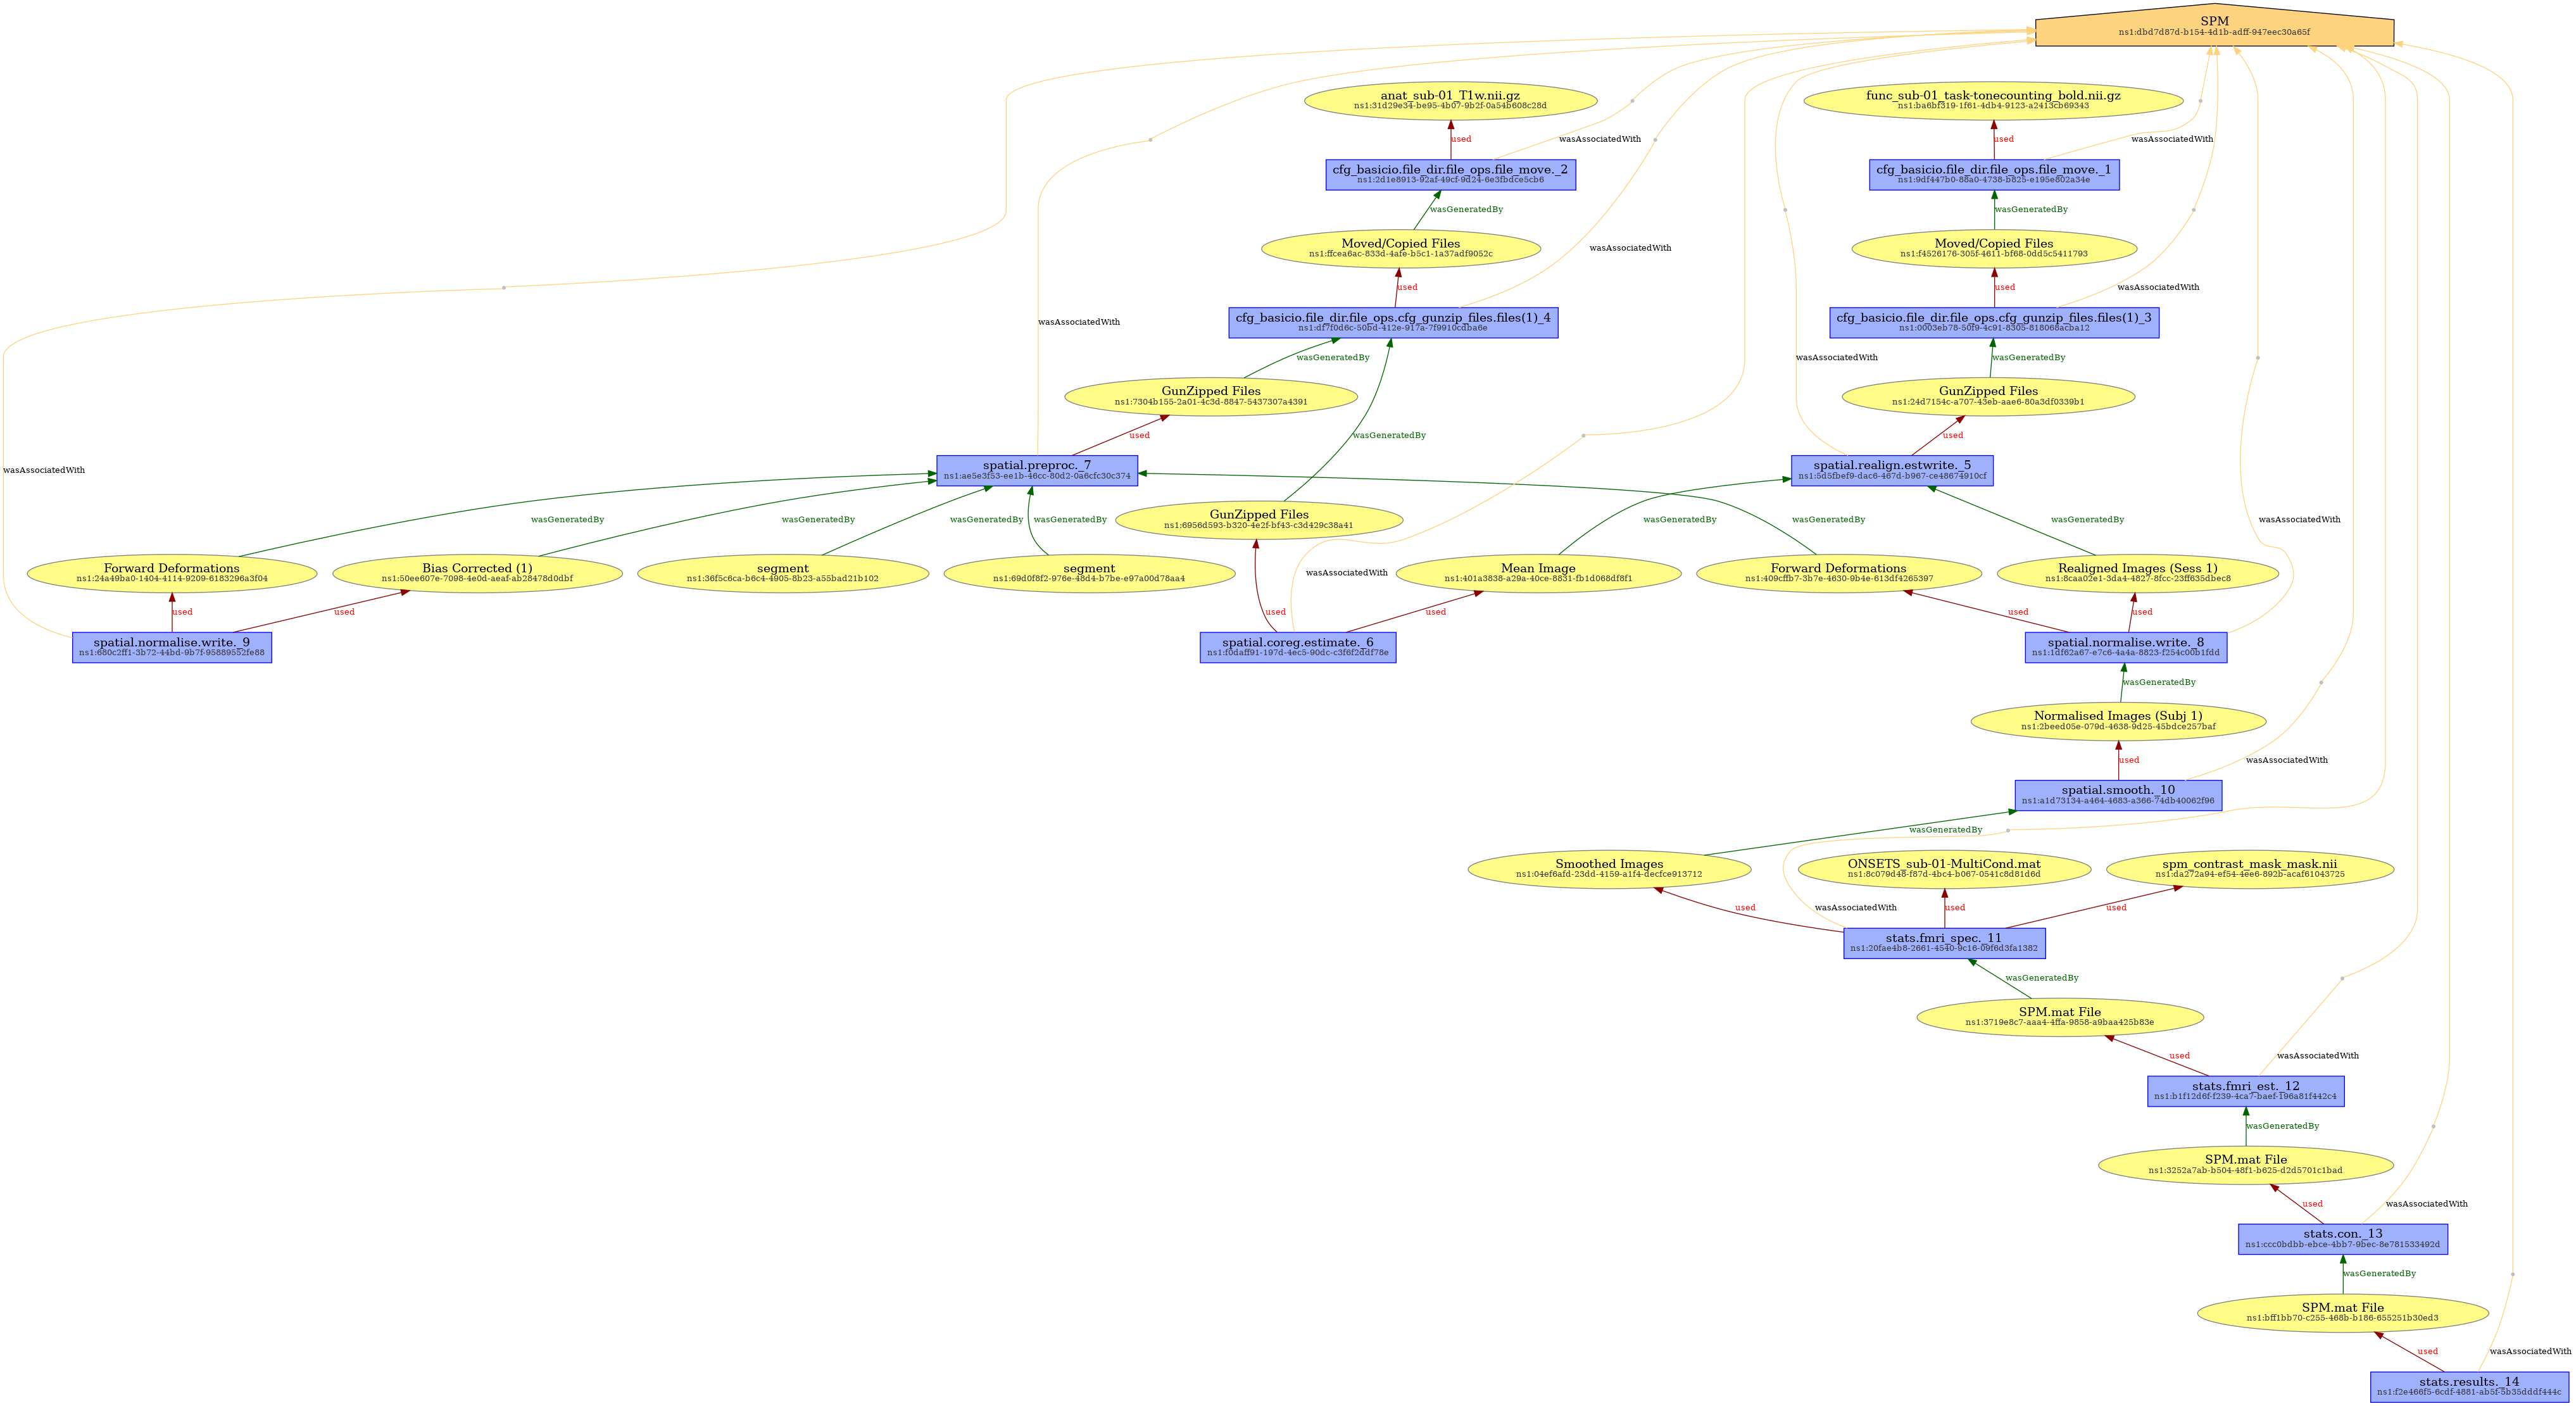 SPM
ns1:dbd7d87d-b154-4d1b-adff-947eec30a65f
anat_sub-01_T1w.nii.gz
ns1:31d29e34-be95-4b07-9b2f-0a54b608c28d
func_sub-01_task-tonecounting_bold.nii.gz
ns1:ba6bf319-1f61-4db4-9123-a2413cb69343
used
wasAssociatedWith
used
wasAssociatedWith
cfg_basicio.file_dir.file_ops.file_move._2
ns1:2d1e8913-92af-49cf-9d24-6e3fbdce5cb6
cfg_basicio.file_dir.file_ops.file_move._1
ns1:9df447b0-88a0-4738-b825-e195e802a34e
wasGeneratedBy
wasGeneratedBy
Moved/Copied Files
ns1:ffcea6ac-833d-4afe-b5c1-1a37adf9052c
Moved/Copied Files
ns1:f4526176-305f-4611-bf68-0dd5c5411793
wasAssociatedWith
used
used
wasAssociatedWith
cfg_basicio.file_dir.file_ops.cfg_gunzip_files.files(1)_4
ns1:df7f0d6c-50bd-412e-917a-7f9910cdba6e
cfg_basicio.file_dir.file_ops.cfg_gunzip_files.files(1)_3
ns1:0003eb78-50f9-4c91-8305-818068acba12
wasAssociatedWith
wasGeneratedBy
wasAssociatedWith
wasGeneratedBy
GunZipped Files
ns1:7304b155-2a01-4c3d-8847-5437307a4391
GunZipped Files
ns1:24d7154c-a707-43eb-aae6-80a3df0339b1
used
wasGeneratedBy
used
wasAssociatedWith
spatial.preproc._7
ns1:ae5e3f53-ee1b-46cc-80d2-0a6cfc30c374
spatial.realign.estwrite._5
ns1:5d5fbef9-dac6-467d-b967-ce48674910cf
wasGeneratedBy
wasGeneratedBy
wasGeneratedBy
wasGeneratedBy
GunZipped Files
ns1:6956d593-b320-4e2f-bf43-c3d429c38a41
wasGeneratedBy
wasGeneratedBy
wasGeneratedBy
wasAssociatedWith
Forward Deformations
ns1:24a49ba0-1404-4114-9209-6183296a3f04
Bias Corrected (1)
ns1:50ee607e-7098-4e0d-aeaf-ab28478d0dbf
segment
ns1:36f5c6ca-b6c4-4905-8b23-a55bad21b102
segment
ns1:69d0f8f2-976e-48d4-b7be-e97a00d78aa4
wasAssociatedWith
Mean Image
ns1:401a3838-a29a-40ce-8831-fb1d068df8f1
Forward Deformations
ns1:409cffb7-3b7e-4630-9b4e-813df4265397
Realigned Images (Sess 1)
ns1:8caa02e1-3da4-4827-8fcc-23ff635dbec8
used
used
used
used
used
used
spatial.normalise.write._9
ns1:680c2ff1-3b72-44bd-9b7f-95889552fe88
spatial.coreg.estimate._6
ns1:f0daff91-197d-4ec5-90dc-c3f6f2ddf78e
spatial.normalise.write._8
ns1:1df62a67-e7c6-4a4a-8823-f254c00b1fdd
wasGeneratedBy
Normalised Images (Subj 1)
ns1:2beed05e-079d-4638-9d25-45bdce257baf
used
wasAssociatedWith
spatial.smooth._10
ns1:a1d73134-a464-4683-a366-74db40062f96
wasGeneratedBy
Smoothed Images
ns1:04ef6afd-23dd-4159-a1f4-decfce913712
ONSETS_sub-01-MultiCond.mat
ns1:8c079d48-f87d-4bc4-b067-0541c8d81d6d
spm_contrast_mask_mask.nii
ns1:da272a94-ef54-4ee6-892b-acaf61043725
used
wasAssociatedWith
used
used
stats.fmri_spec._11
ns1:20fae4b8-2661-4540-9c16-09f6d3fa1382
wasGeneratedBy
SPM.mat File
ns1:3719e8c7-aaa4-4ffa-9858-a9baa425b83e
used
wasAssociatedWith
stats.fmri_est._12
ns1:b1f12d6f-f239-4ca7-baef-196a81f442c4
wasGeneratedBy
SPM.mat File
ns1:3252a7ab-b504-48f1-b625-d2d5701c1bad
used
wasAssociatedWith
stats.con._13
ns1:ccc0bdbb-ebce-4bb7-9bec-8e781533492d
wasGeneratedBy
SPM.mat File
ns1:bff1bb70-c255-468b-b186-655251b30ed3
used
wasAssociatedWith
stats.results._14
ns1:f2e466f5-6cdf-4881-ab5f-5b35dddf444c